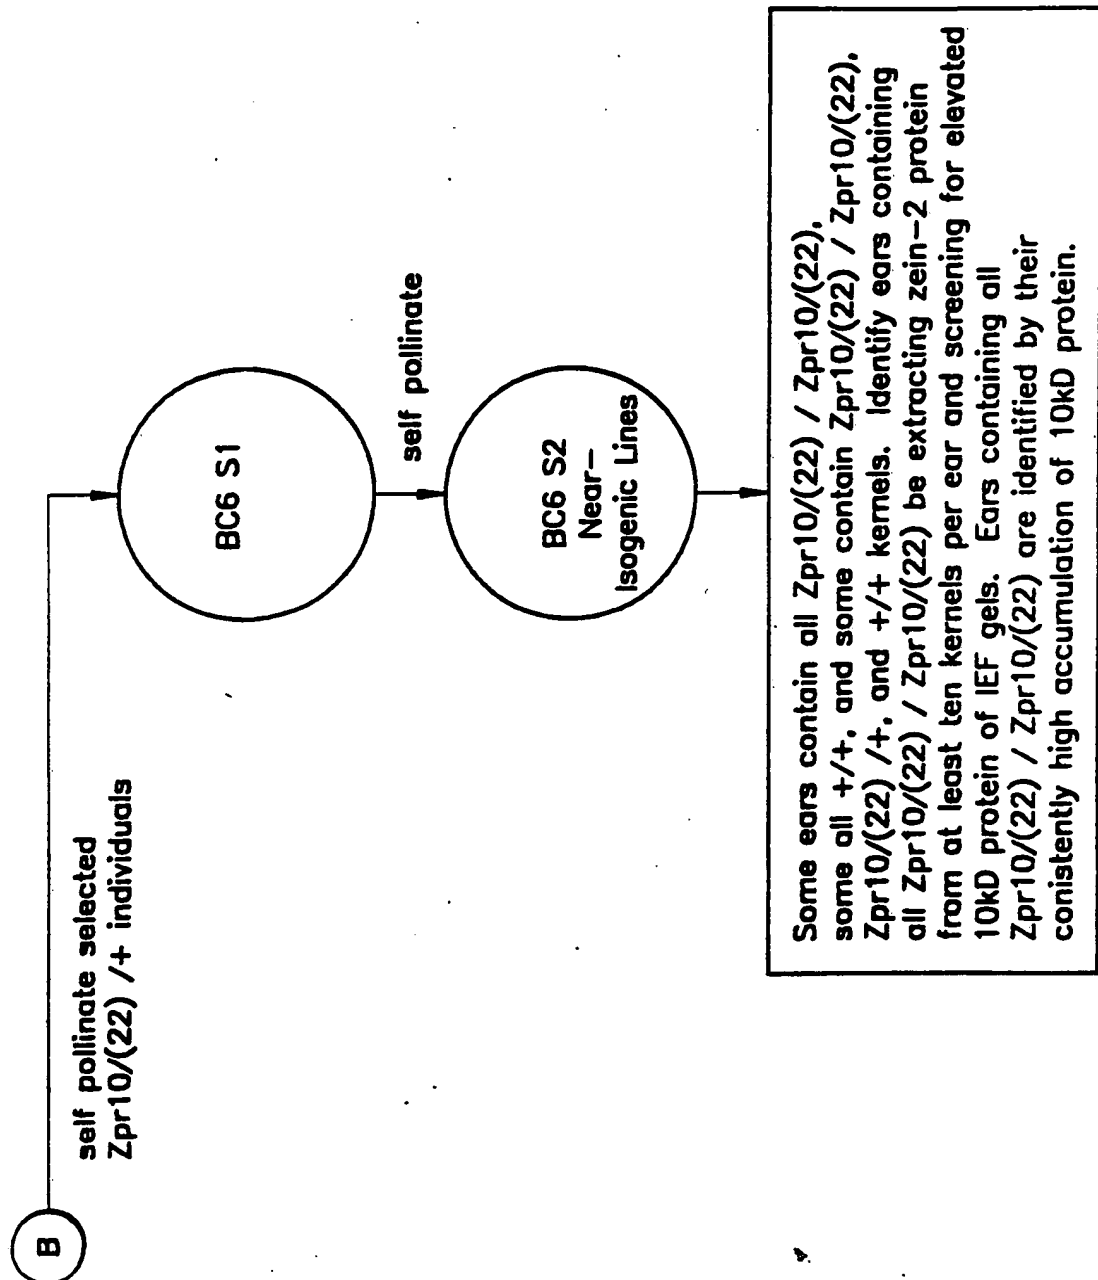 B
self pollinate selected
Zpr10/(22) /+ individuals
BC6 S1
self pollinate
BC6 S2
Near–
Isogenic Lines
Some ears contain all Zpr10/(22) / Zpr10/(22),
some all +/+, and some contain Zpr10/(22) / Zpr10/(22),
Zpr10/(22) /+, and +/+ kernels. Identify ears containing
all Zpr10/(22) / Zpr10/(22) be extracting zein–2 protein
from at least ten kernels per ear and screening for elevated
10kD protein of IEF gels. Ears containing all
Zpr10/(22) / Zpr10/(22) are identified by their
conistently high accumulation of 10kD protein.